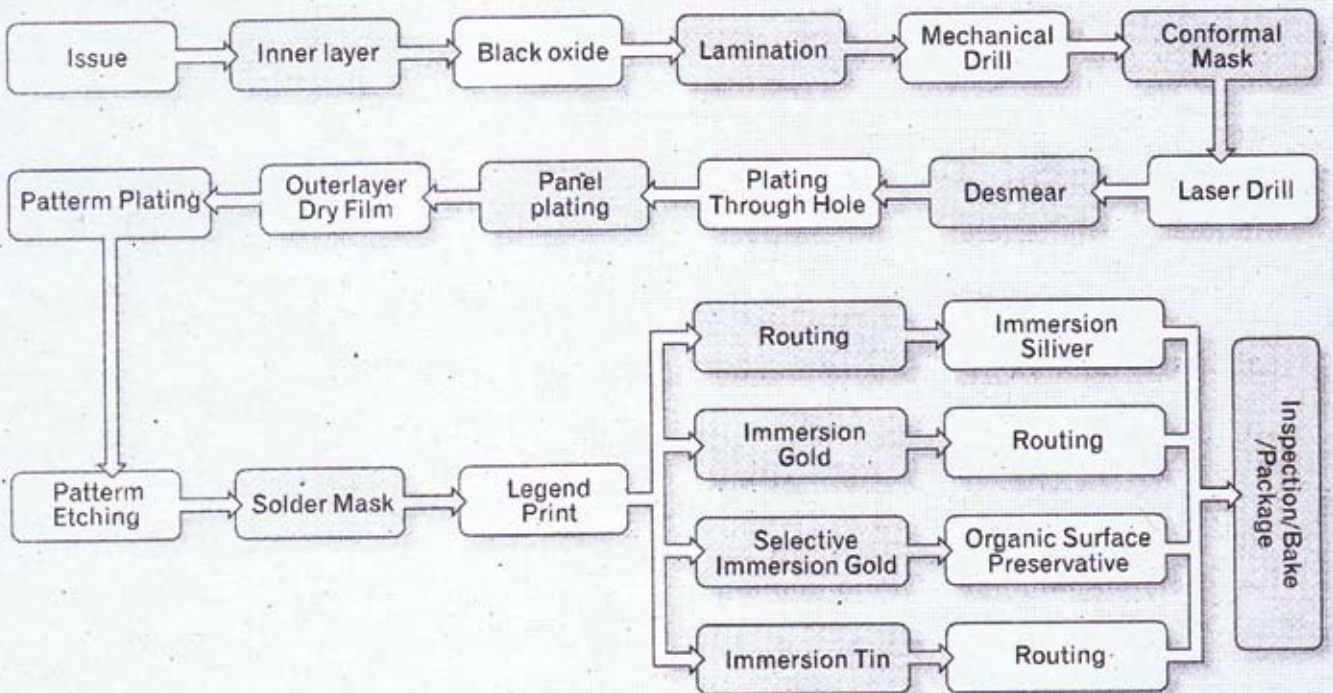 Issue
Inner layer
Black oxide
Lamination
Mechanical
Drill
Conformal
Mask
Patterm Plating
Outerlayer
Dry Film
Panel
plating
Plating
Through Hole
Desmear
Laser Drill
Routing
Immersion
Siliver
Immersion
Gold
Routing
Patterm
Etching
Solder Mask
Legend
Print
Selective
Immersion Gold
Organic Surface
Preservative
Immersion Tin
Routing
Inspection/Bake
/Package